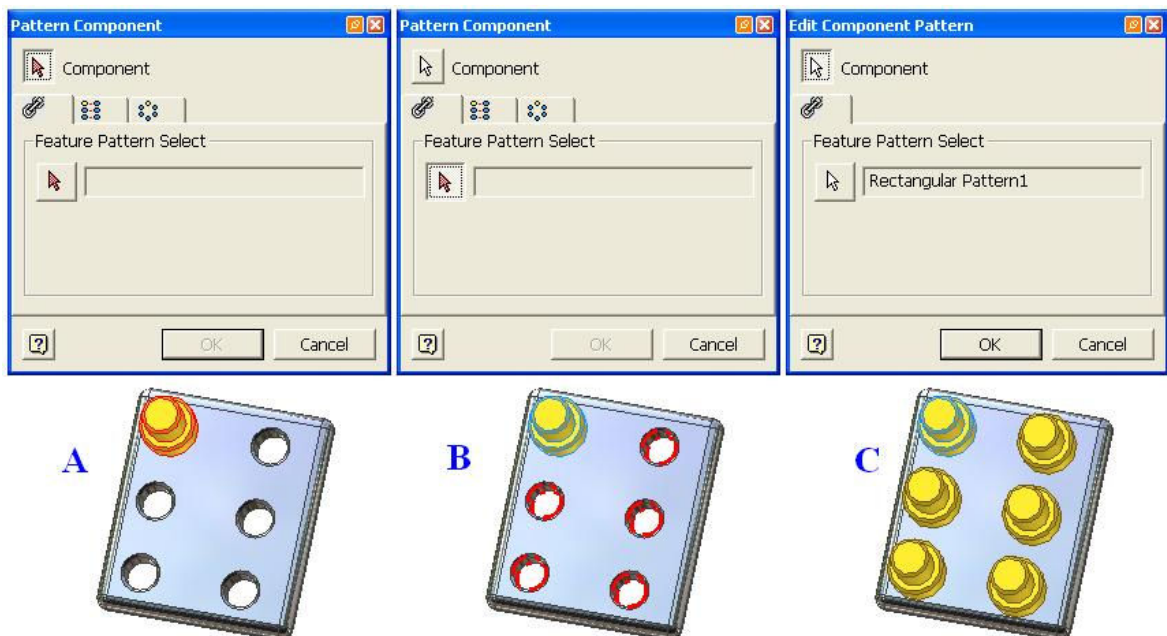 Pattern Component
Component
Feature Pattern Select
OK
Cancel
Pattern Component
Component
Feature Pattern Select
OK
Cancel
Edit Component Pattern
Component
Feature Pattern Select
Rectangular Pattern1
OK
Cancel
A
B
C